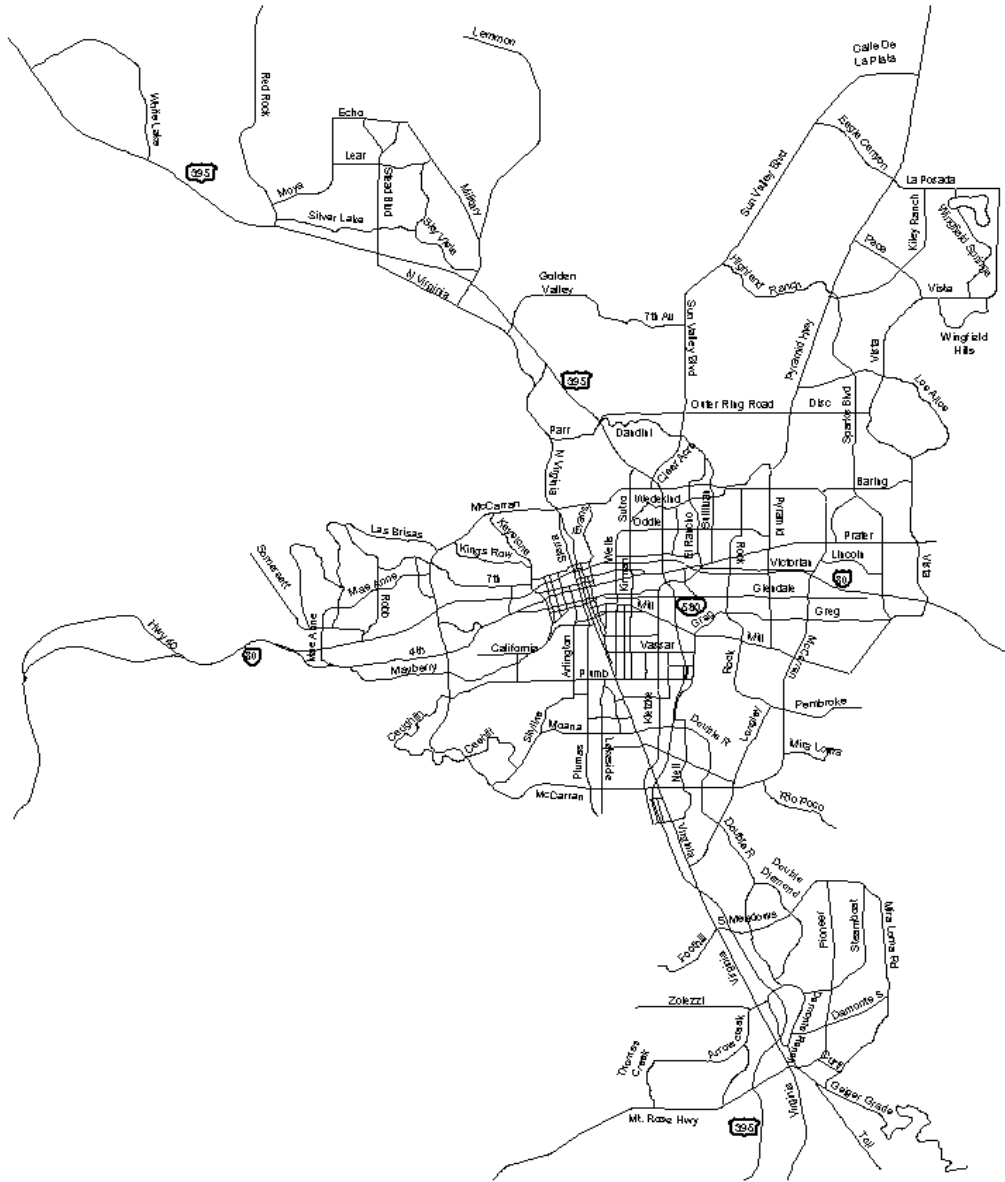 Lemmon
Calle De
La Plata
Red Rock
White Lake
Echo
Eagle Canyon
395
Lear
Stead Blvd
Military
Sun Valley Blvd
La Posada
Moya
Silver Lake
Sky Vista
Kiley Ranch
Wingfield Springs
Pace
N Virginia
Golden
Valley
Highland Ranch
Vista
7th Av
Sun Valley Blvd
Pyramid Hwy
Vista
Wingfield
Hills
395
Los Altos
Outer Ring Road
Disc
Sparks Blvd
Parr
Dandini
N Virginia
Clear Acre
Baring
McCarran
Sutro
Wedekind
Sullivan
Pyramid
Evans
Oddie
El Rancho
Las Brisas
Keystone
Sierra
Prater
Kings Row
Wells
Rock
Lincoln
Somersett
7th
Victorian
Vista
Mae Anne
Kirman
80
Robb
Glendale
Mill
580
Greg
Greg
Hwy 40
Mae Anne
80
4th
California
Vassar
Mill
McCarran
Mayberry
Arlington
Plumb
Rock
Kietzke
Pembroke
Caughlin
Skyline
Moana
Double R
Longley
Cashill
Mira Loma
Plumas
Lakeside
Neil
McCarran
Rio Poco
Virginia
Double R
Double
Diamond
S Meadows
Pioneer
Steamboat
Mira Loma Rd
Foothill
Virginia
Zolezzi
Damonte Ranch
Damonte S
Arrowcreek
Thomas
Creek
Curti
Geiger Grade
Virginia
Mt. Rose Hwy
395
Toll